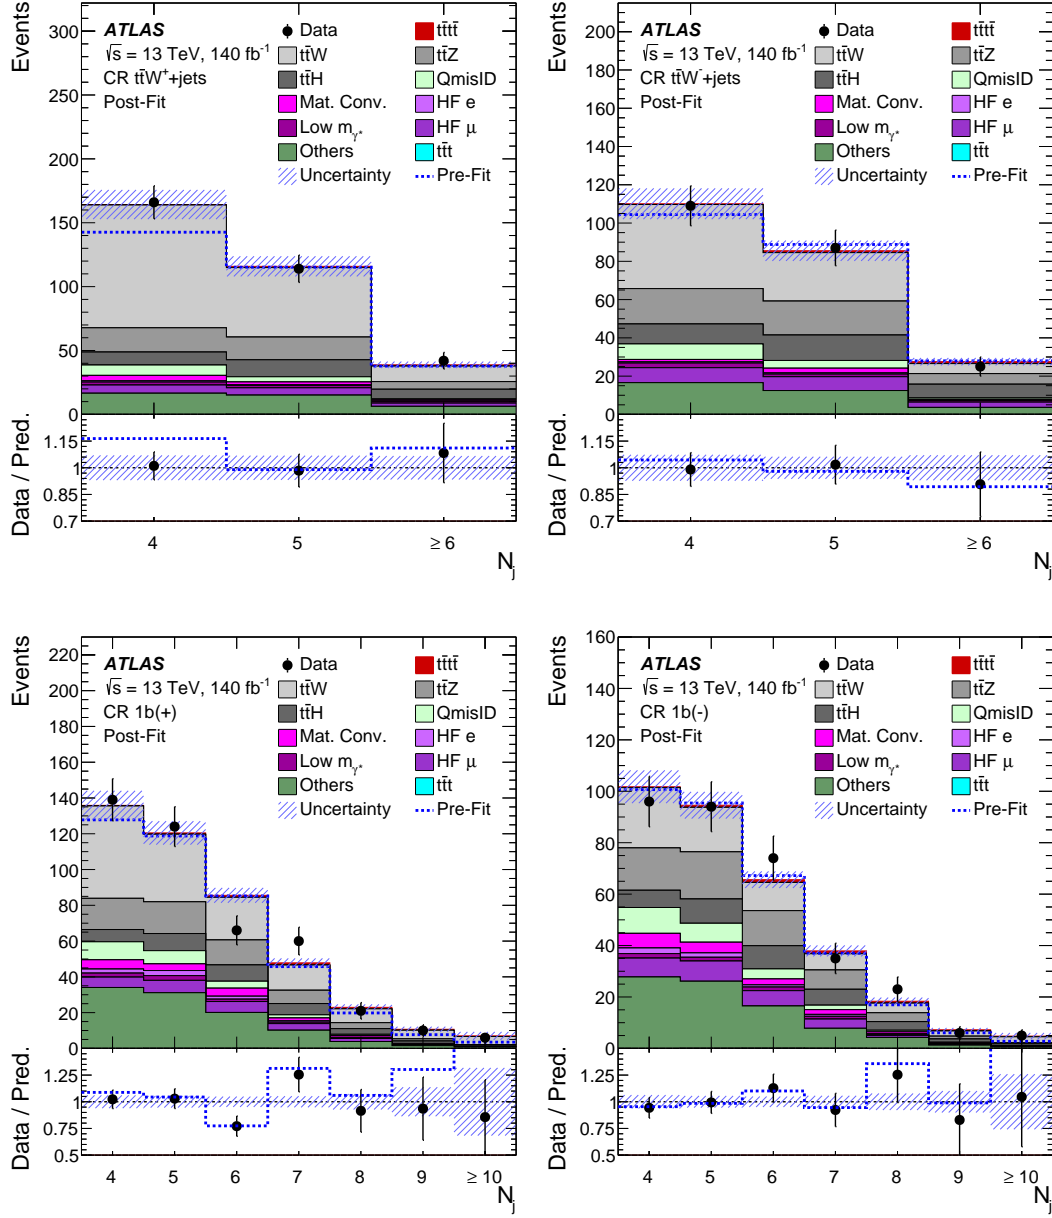 Events
320
300
250
200
150
100
50
0
ATLAS
√s = 13 TeV, 140 fb⁻¹
CR tt̄W⁺+jets
Post-Fit
Data
tt̄W
tt̄H
Mat. Conv.
Low m_γ*
Others
Uncertainty
tt̄tt̄
tt̄Z
QmisID
HF e
HF μ
tt̄t
Pre-Fit
Data / Pred.
1.15
1
0.85
0.7
4 5 ≥ 6
N_j
Events
200
180
160
140
120
100
80
60
40
20
0
ATLAS
√s = 13 TeV, 140 fb⁻¹
CR tt̄W⁻+jets
Post-Fit
Data
tt̄W
tt̄H
Mat. Conv.
Low m_γ*
Others
Uncertainty
tt̄tt̄
tt̄Z
QmisID
HF e
HF μ
tt̄t
Pre-Fit
Data / Pred.
1.15
1
0.85
0.7
4 5 ≥ 6
N_j
Events
220
200
180
160
140
120
100
80
60
40
20
0
ATLAS
√s = 13 TeV, 140 fb⁻¹
CR 1b(+)
Post-Fit
Data
tt̄W
tt̄H
Mat. Conv.
Low m_γ*
Others
Uncertainty
tt̄tt̄
tt̄Z
QmisID
HF e
HF μ
tt̄t
Pre-Fit
Data / Pred.
1.25
1
0.75
0.5
4 5 6 7 8 9 ≥ 10
N_j
Events
160
140
120
100
80
60
40
20
0
ATLAS
√s = 13 TeV, 140 fb⁻¹
CR 1b(-)
Post-Fit
Data
tt̄W
tt̄H
Mat. Conv.
Low m_γ*
Others
Uncertainty
tt̄tt̄
tt̄Z
QmisID
HF e
HF μ
tt̄t
Pre-Fit
Data / Pred.
1.25
1
0.75
0.5
4 5 6 7 8 9 ≥ 10
N_j